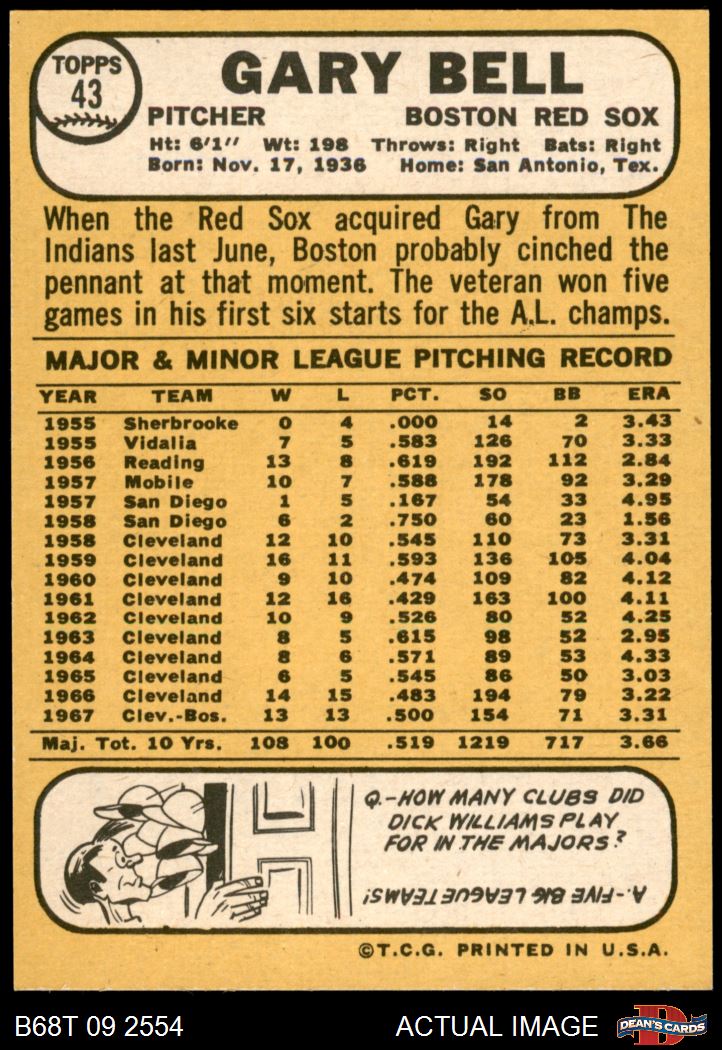 TOPPS
43
GARY BELL
PITCHER BOSTON RED SOX
Ht: 6'1" Wt: 198 Throws: Right Bats: Right
Born: Nov. 17, 1936 Home: San Antonio, Tex.
When the Red Sox acquired Gary from The
Indians last June, Boston probably cinched the
pennant at that moment. The veteran won five
games in his first six starts for the A.L. champs.
MAJOR & MINOR LEAGUE PITCHING RECORD
YEAR TEAM W L PCT. SO BB ERA
1955 Sherbrooke 0 4 .000 14 2 3.43
1955 Vidalia 7 5 .583 126 70 3.33
1956 Reading 13 8 .619 192 112 2.84
1957 Mobile 10 7 .588 178 92 3.29
1957 San Diego 1 5 .167 54 33 4.95
1958 San Diego 6 2 .750 60 23 1.56
1958 Cleveland 12 10 .545 110 73 3.31
1959 Cleveland 16 11 .593 136 105 4.04
1960 Cleveland 9 10 .474 109 82 4.12
1961 Cleveland 12 16 .429 163 100 4.11
1962 Cleveland 10 9 .526 80 52 4.25
1963 Cleveland 8 5 .615 98 52 2.95
1964 Cleveland 8 6 .571 89 53 4.33
1965 Cleveland 6 5 .545 86 50 3.03
1966 Cleveland 14 15 .483 194 79 3.22
1967 Clev.-Bos. 13 13 .500 154 71 3.31
Maj. Tot. 10 Yrs. 108 100 .519 1219 717 3.66
Q.-HOW MANY CLUBS DID
DICK WILLIAMS PLAY
FOR IN THE MAJORS?
A.-FIVE BIG LEAGUE TEAMS!
©T.C.G. PRINTED IN U.S.A.
B68T 09 2554 ACTUAL IMAGE
D
DEAN'S CARDS